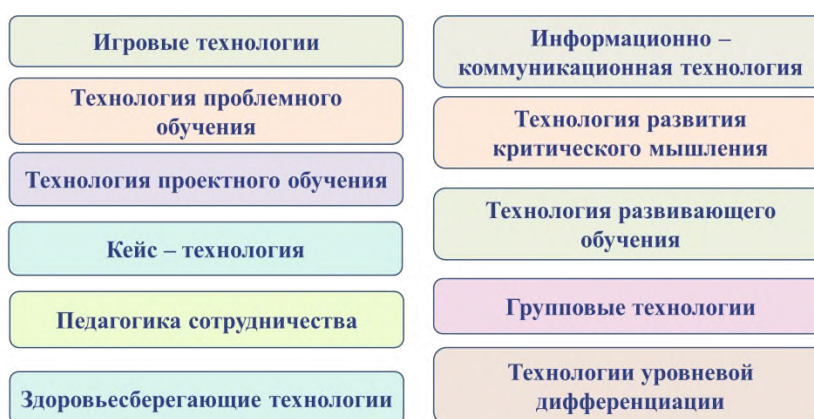 Игровые технологии
Технология проблемного
обучения
Технология проектного обучения
Кейс – технология
Педагогика сотрудничества
Здоровьесберегающие технологии
Информационно –
коммуникационная технология
Технология развития
критического мышления
Технология развивающего
обучения
Групповые технологии
Технологии уровневой
дифференциации